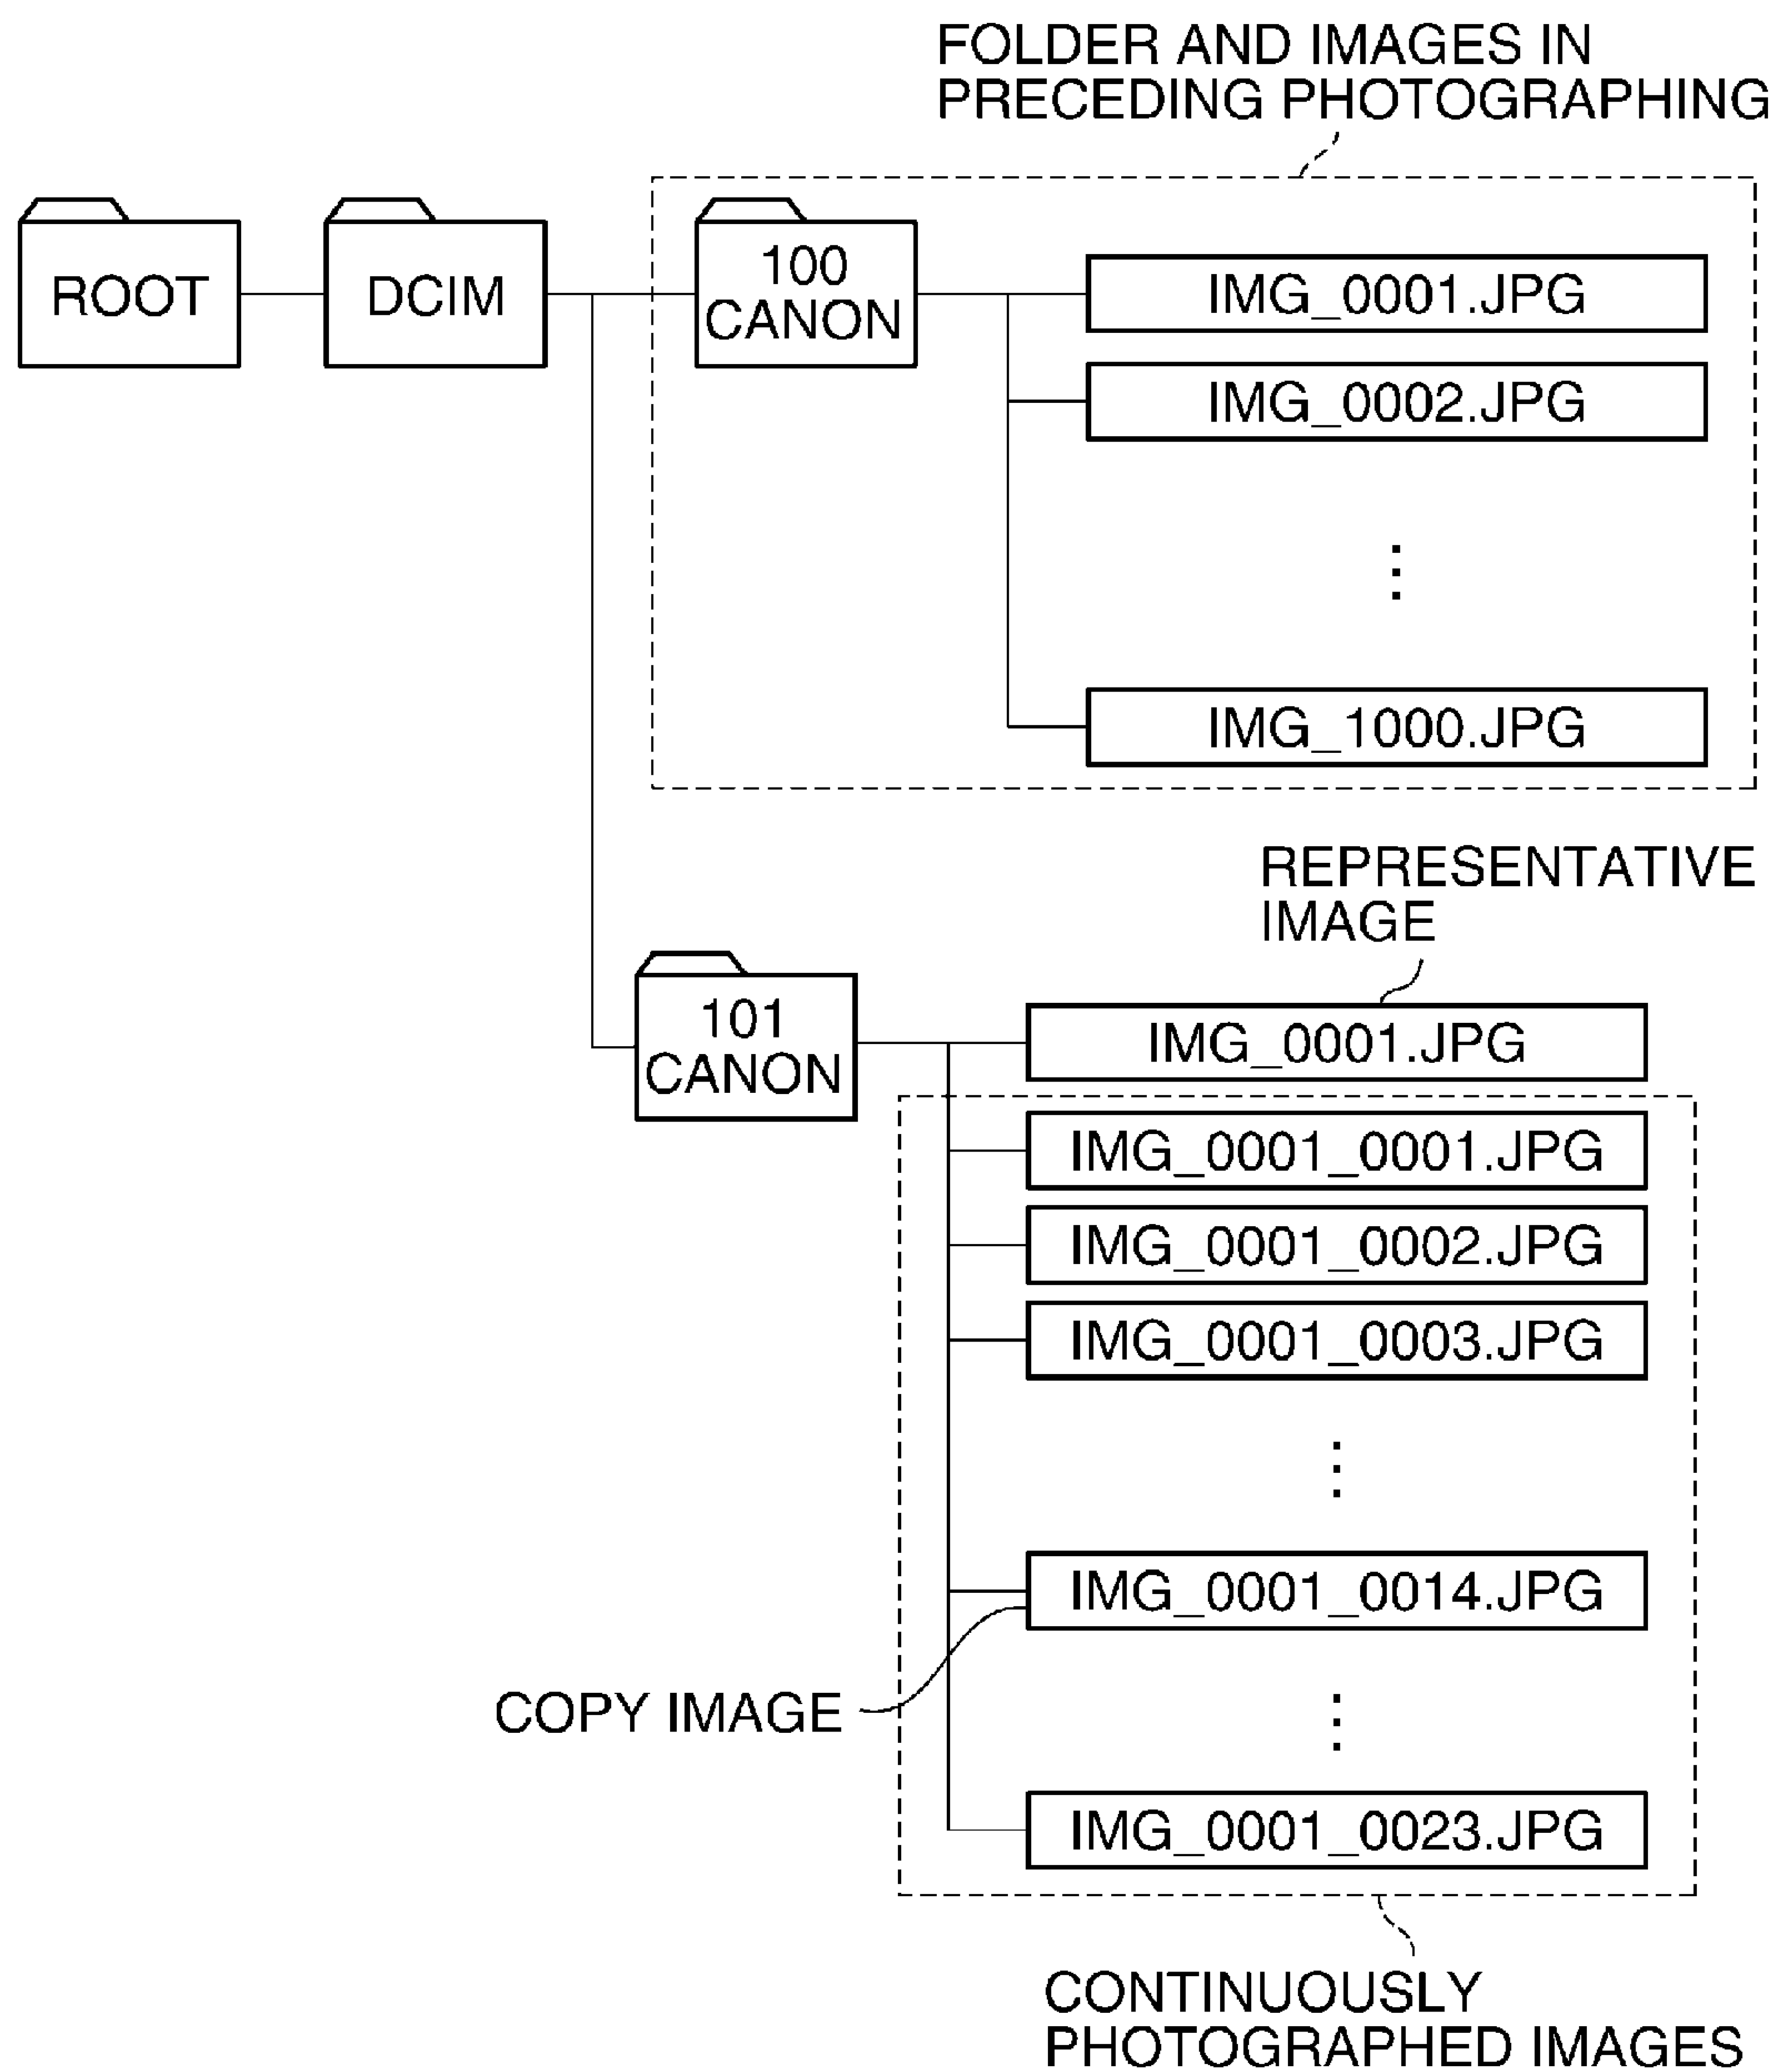 FOLDER AND IMAGES IN
PRECEDING PHOTOGRAPHING
ROOT
DCIM
100
CANON
IMG_0001.JPG
IMG_0002.JPG
IMG_1000.JPG
REPRESENTATIVE
IMAGE
101
CANON
IMG_0001.JPG
IMG_0001_0001.JPG
IMG_0001_0002.JPG
IMG_0001_0003.JPG
IMG_0001_0014.JPG
COPY IMAGE
IMG_0001_0023.JPG
CONTINUOUSLY
PHOTOGRAPHED IMAGES